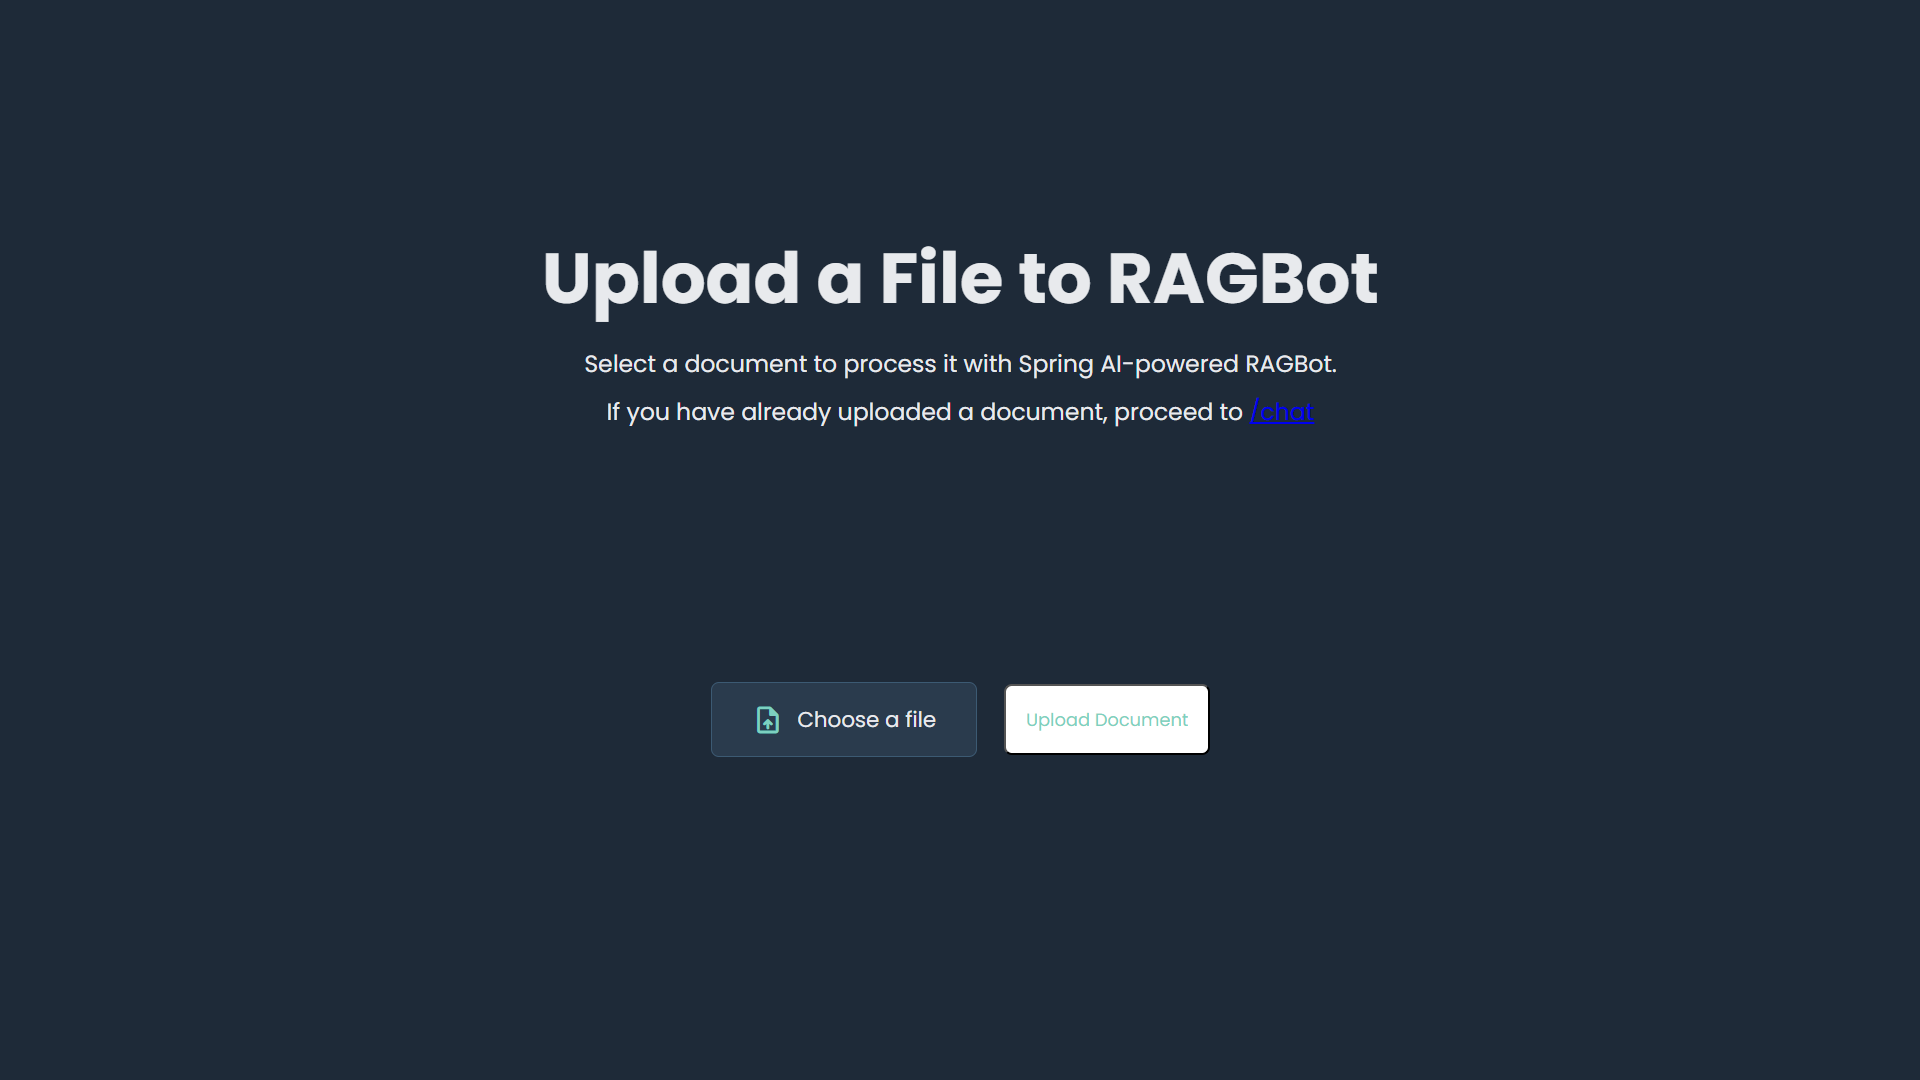 Upload a File to RAGBot
Select a document to process it with Spring AI-powered RAGBot.
If you have already uploaded a document, proceed to /chat
Choose a file
Upload Document